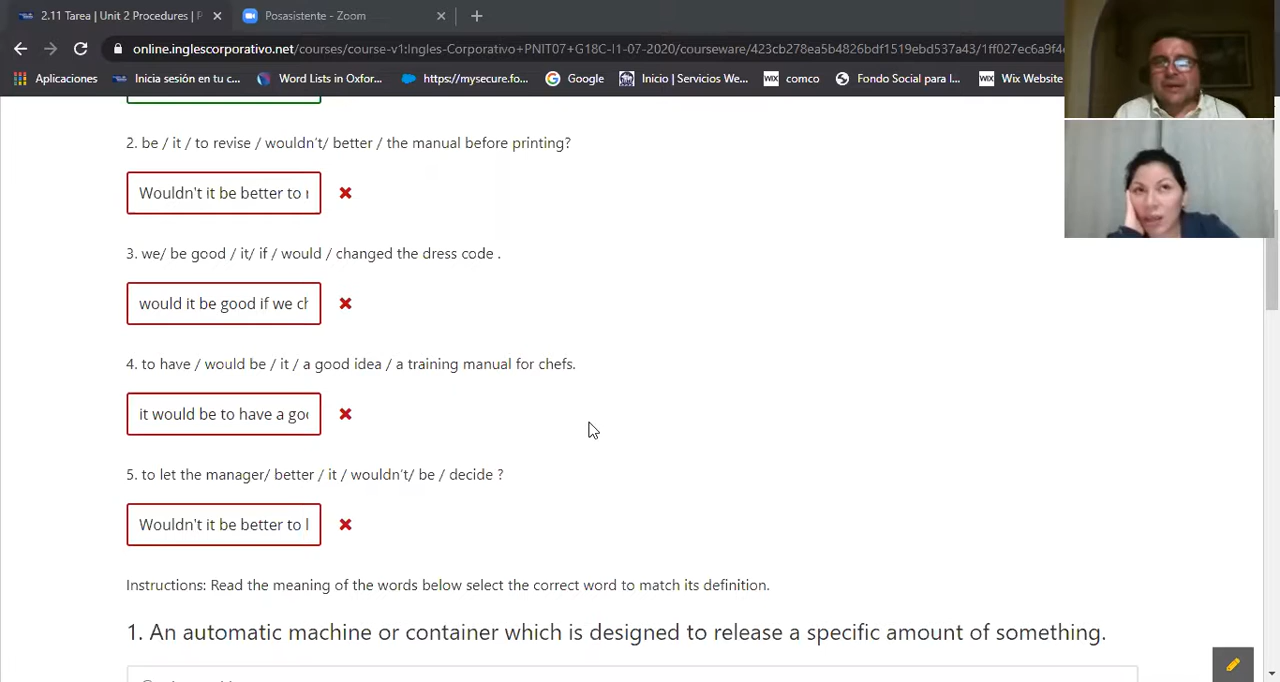 2.11 Tarea | Unit 2 Procedures | P
Posasistente - Zoom
online.inglescorporativo.net/courses/course-v1:Ingles-Corporativo+PNIT07+G18C-I1-07-2020/courseware/423cb278ea5b4826bdf1519ebd537a43/1ff027ec6a9f4
Aplicaciones
Inicia sesión en tu c...
Word Lists in Oxfor...
https://mysecure.fo...
Google
Inicio | Servicios We...
WIX
comco
Fondo Social para l...
WIX
Wix Website
2. be / it / to revise / wouldn´t/ better / the manual before printing?
Wouldn't it be better to
3. we/ be good / it/ if / would / changed the dress code .
would it be good if we ch
4. to have / would be / it / a good idea / a training manual for chefs.
it would be to have a goo
5. to let the manager/ better / it / wouldn´t/ be / decide ?
Wouldn't it be better to l
Instructions: Read the meaning of the words below select the correct word to match its definition.
1. An automatic machine or container which is designed to release a specific amount of something.